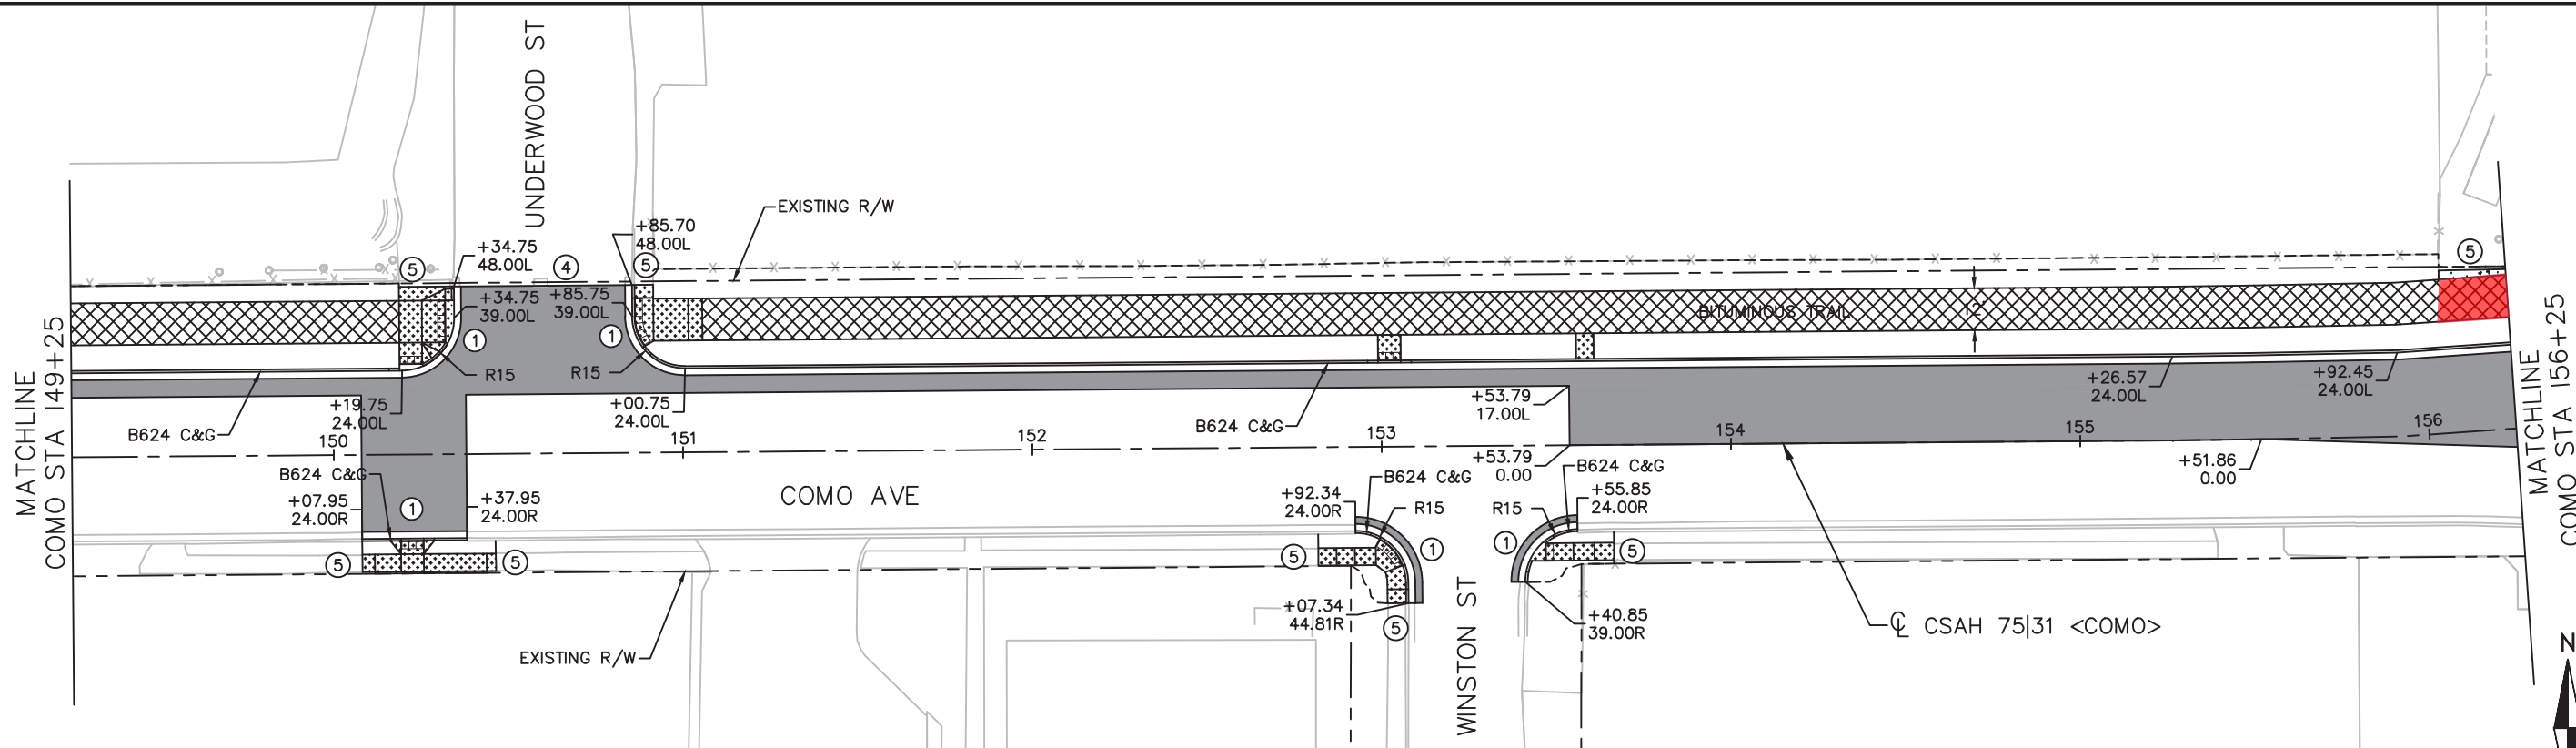 UNDERWOOD ST
EXISTING R/W
+85.70
48.00L
+34.75
48.00L
5
4
5
5
+34.75
39.00L
+85.75
39.00L
BITUMINOUS TRAIL
12'
1
1
R15
R15
MATCHLINE
COMO STA 149+25
MATCHLINE
COMO STA 156+25
+19.75
24.00L
+00.75
24.00L
+53.79
17.00L
+26.57
24.00L
+92.45
24.00L
B624 C&G
B624 C&G
150
151
152
153
154
155
156
B624 C&G
+53.79
0.00
B624 C&G
B624 C&G
+51.86
0.00
+07.95
24.00R
1
+37.95
24.00R
COMO AVE
+92.34
24.00R
R15
R15
+55.85
24.00R
5
5
5
1
1
5
+07.34
44.81R
5
WINSTON ST
+40.85
39.00R
℄ CSAH 75|31 <COMO>
EXISTING R/W
N